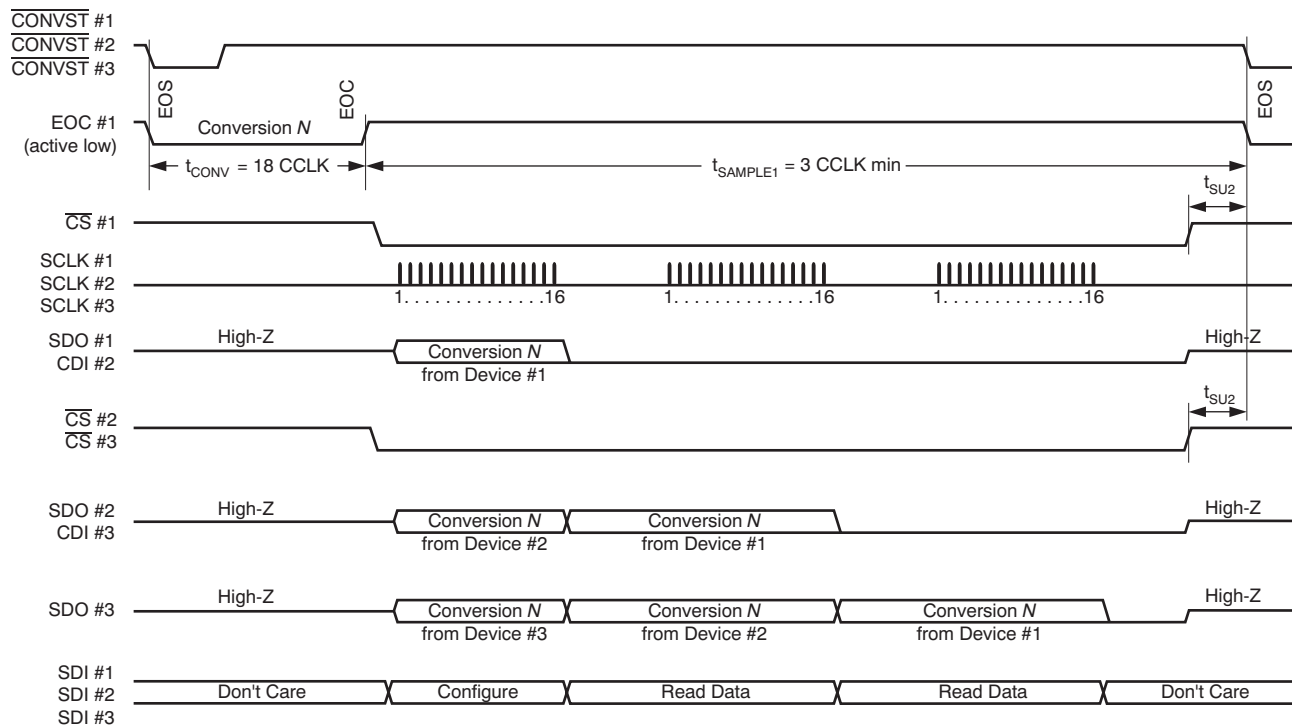 CONVST #1
CONVST #2
CONVST #3
EOS
EOC
EOS
EOC #1
(active low)
Conversion N
tCONV = 18 CCLK
tSAMPLE1 = 3 CCLK min
tSU2
CS #1
SCLK #1
SCLK #2
SCLK #3
1. . . . . . . . . . . . . .16
1. . . . . . . . . . . . . .16
1. . . . . . . . . . . . . .16
SDO #1
CDI #2
High-Z
Conversion N
from Device #1
High-Z
tSU2
CS #2
CS #3
SDO #2
CDI #3
High-Z
Conversion N
from Device #2
Conversion N
from Device #1
High-Z
SDO #3
High-Z
Conversion N
from Device #3
Conversion N
from Device #2
Conversion N
from Device #1
High-Z
SDI #1
SDI #2
SDI #3
Don't Care
Configure
Read Data
Read Data
Don't Care